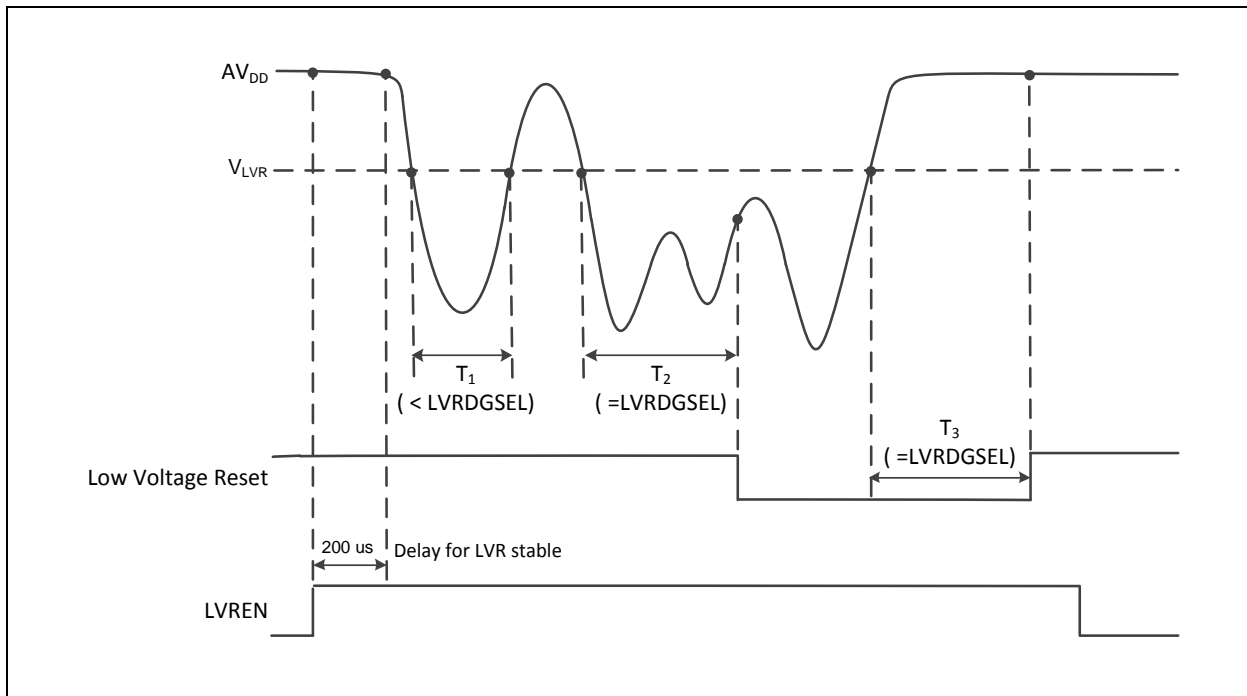 AVDD
VLVR
T1
( < LVRDGSEL)
T2
( =LVRDGSEL)
T3
( =LVRDGSEL)
Low Voltage Reset
200 us
Delay for LVR stable
LVREN